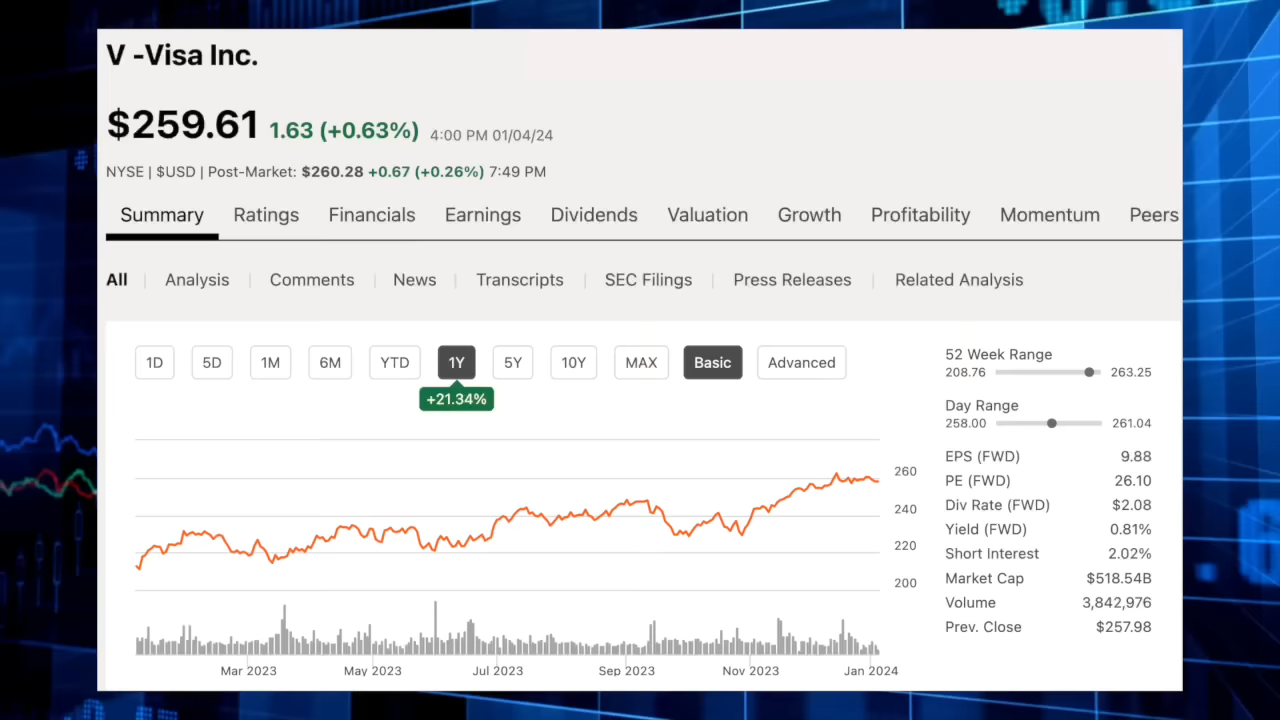 V -Visa Inc.
$259.61 1.63 (+0.63%) 4:00 PM 01/04/24
NYSE | $USD | Post-Market: $260.28 +0.67 (+0.26%) 7:49 PM
Summary Ratings Financials Earnings Dividends Valuation Growth Profitability Momentum Peers
All | Analysis | Comments | News | Transcripts | SEC Filings | Press Releases | Related Analysis
1D 5D 1M 6M YTD 1Y 5Y 10Y MAX Basic Advanced
+21.34%
260
240
220
200
Mar 2023 May 2023 Jul 2023 Sep 2023 Nov 2023 Jan 2024
52 Week Range
208.76 263.25
Day Range
258.00 261.04
EPS (FWD) 9.88
PE (FWD) 26.10
Div Rate (FWD) $2.08
Yield (FWD) 0.81%
Short Interest 2.02%
Market Cap $518.54B
Volume 3,842,976
Prev. Close $257.98